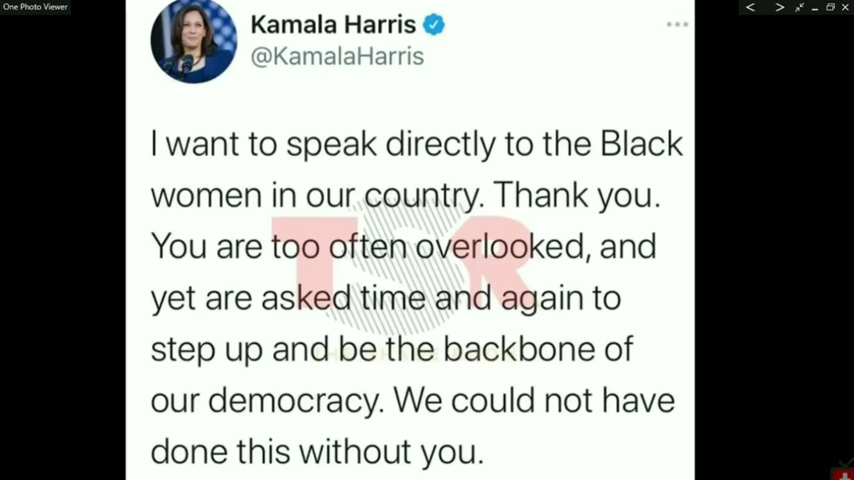 One Photo Viewer
Kamala Harris
@KamalaHarris
I want to speak directly to the Black
women in our country. Thank you.
You are too often overlooked, and
yet are asked time and again to
step up and be the backbone of
our democracy. We could not have
done this without you.
TSR